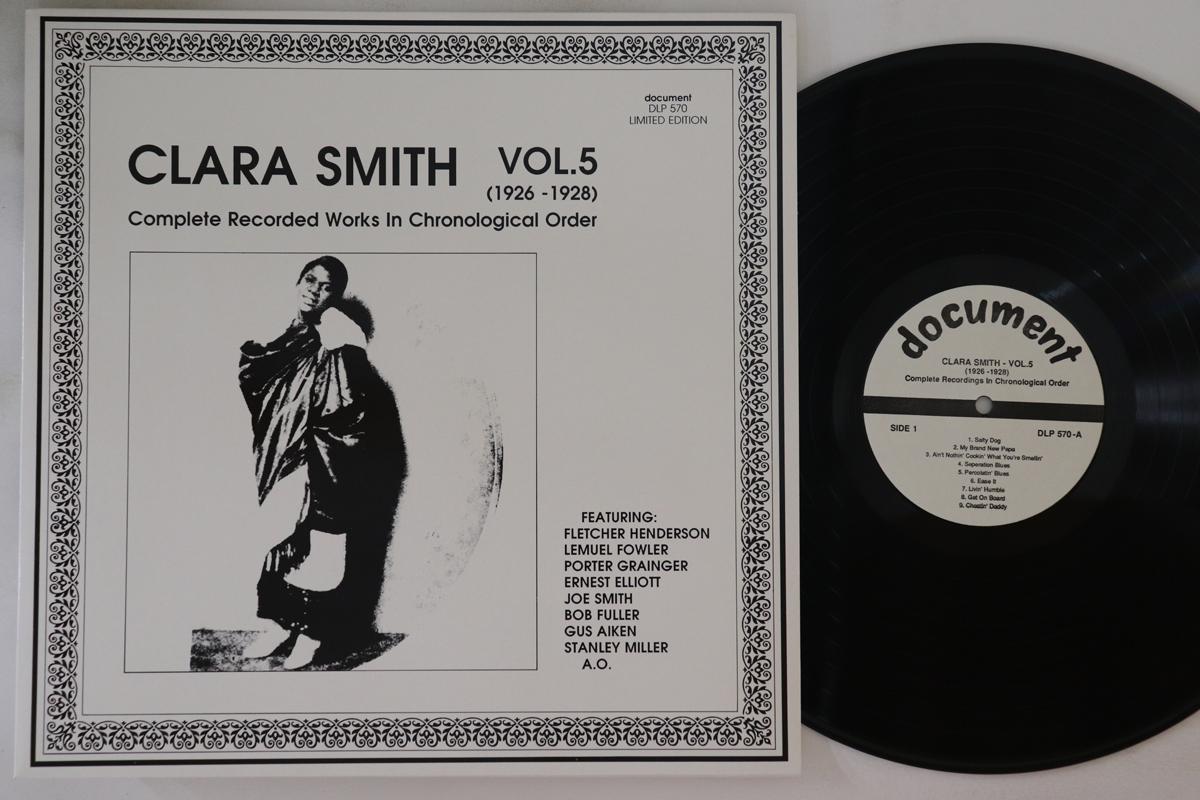 document
DLP 570
LIMITED EDITION
CLARA SMITH VOL.5
(1926 -1928)
Complete Recorded Works In Chronological Order
FEATURING:
FLETCHER HENDERSON
LEMUEL FOWLER
PORTER GRAINGER
ERNEST ELLIOTT
JOE SMITH
BOB FULLER
GUS AIKEN
STANLEY MILLER
A.O.
document
CLARA SMITH - VOL.5
(1926 -1928)
Complete Recordings In Chronological Order
SIDE 1
DLP 570-A
1. Salty Dog
2. My Brand New Papa
3. Ain't Nothin' Cookin' What You're Smellin'
4. Seperation Blues
5. Percolatin' Blues
6. Ease It
7. Livin' Humble
8. Get On Board
9. Cheatin' Daddy